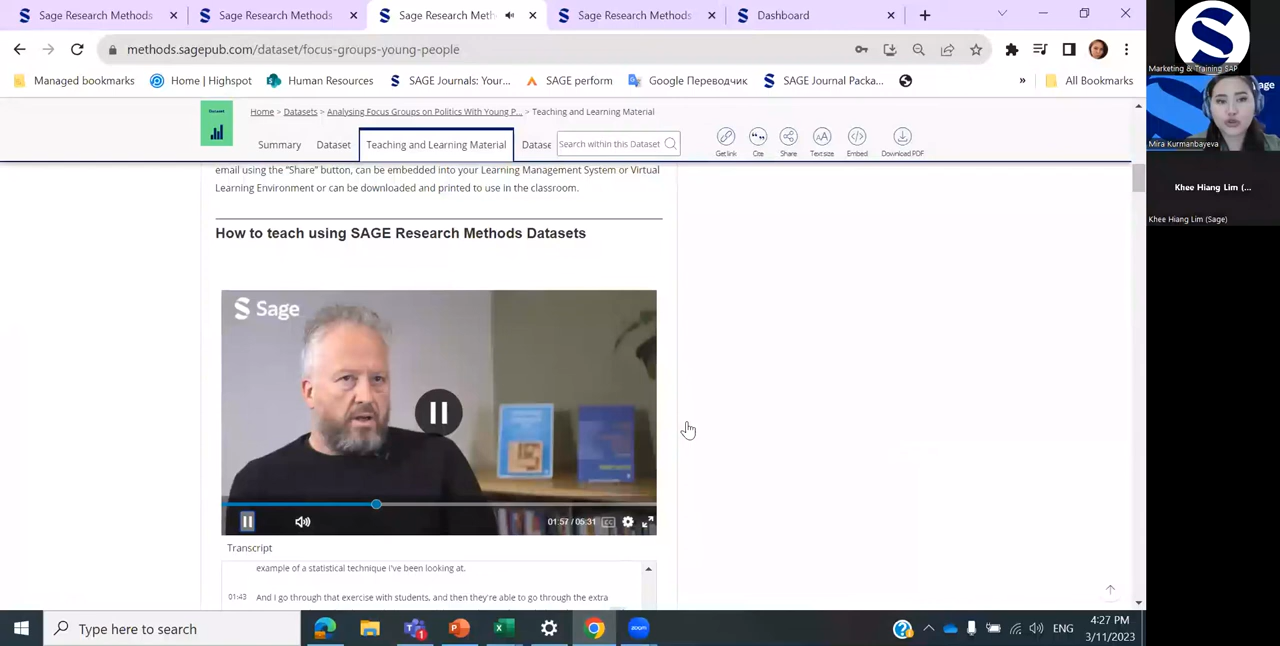 Sage Research Methods
Sage Research Methods
Sage Research Meth
Sage Research Methods
Dashboard
methods.sagepub.com/dataset/focus-groups-young-people
Managed bookmarks
Home | Highspot
Human Resources
SAGE Jour
SAGE perform
Google Переводчик
SAGE Journal Packa...
»
All Bookmarks
Dataset
Home | Datasets | Analysing Focus Groups on Politics With Young P... | Teaching and Learning Material
Summary
Dataset
Teaching and Learning Material
Datase
Search within this Dataset
Get link
Cite
Share
Text size
Embed
Download PDF
email using the "Share" button, can be embedded into your Learning Management System or Virtual
Learning Environment or can be downloaded and printed to use in the classroom.
How to teach using SAGE Research Methods Datasets
Sage
01:57 / 05:31
CC
Transcript
example of a statistical technique I've been looking at.
01:43 And I go through that exercise with students, and then they're able to go through the extra
Marketing & Training SAP
age
Mira Kurmanbayeva
Khee Hiang Lim (...
Khee Hiang Lim (Sage)
Type here to search
1
zoom
ENG
4:27 PM
3/11/2023